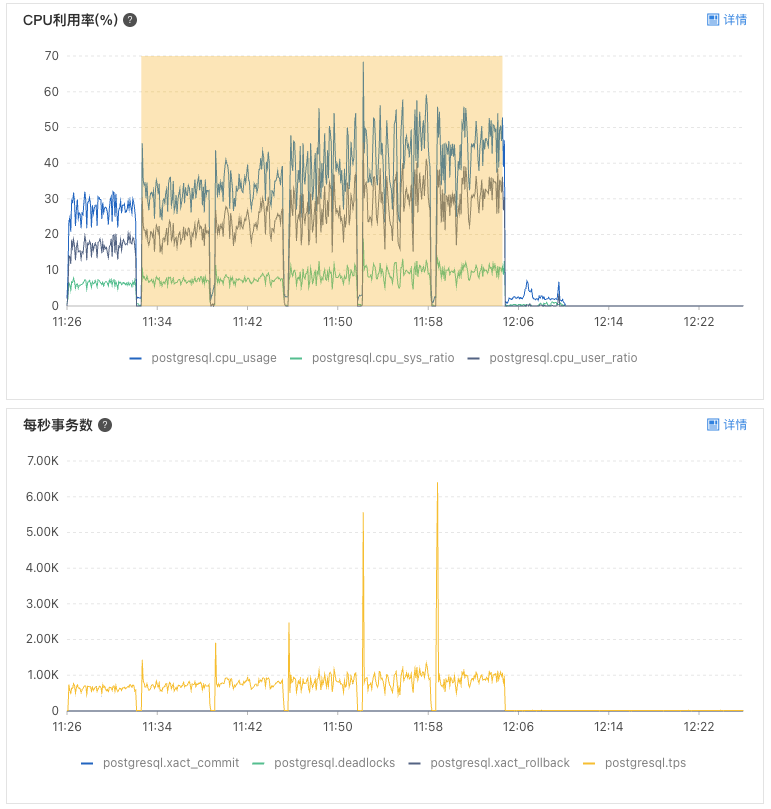 CPU利用率(%) ?
详情
70
60
50
40
30
20
10
0
11:26 11:34 11:42 11:50 11:58 12:06 12:14 12:22
postgresql.cpu_usage postgresql.cpu_sys_ratio postgresql.cpu_user_ratio
每秒事务数 ?
详情
7.00K
6.00K
5.00K
4.00K
3.00K
2.00K
1.00K
0
11:26 11:34 11:42 11:50 11:58 12:06 12:14 12:22
postgresql.xact_commit postgresql.deadlocks postgresql.xact_rollback postgresql.tps